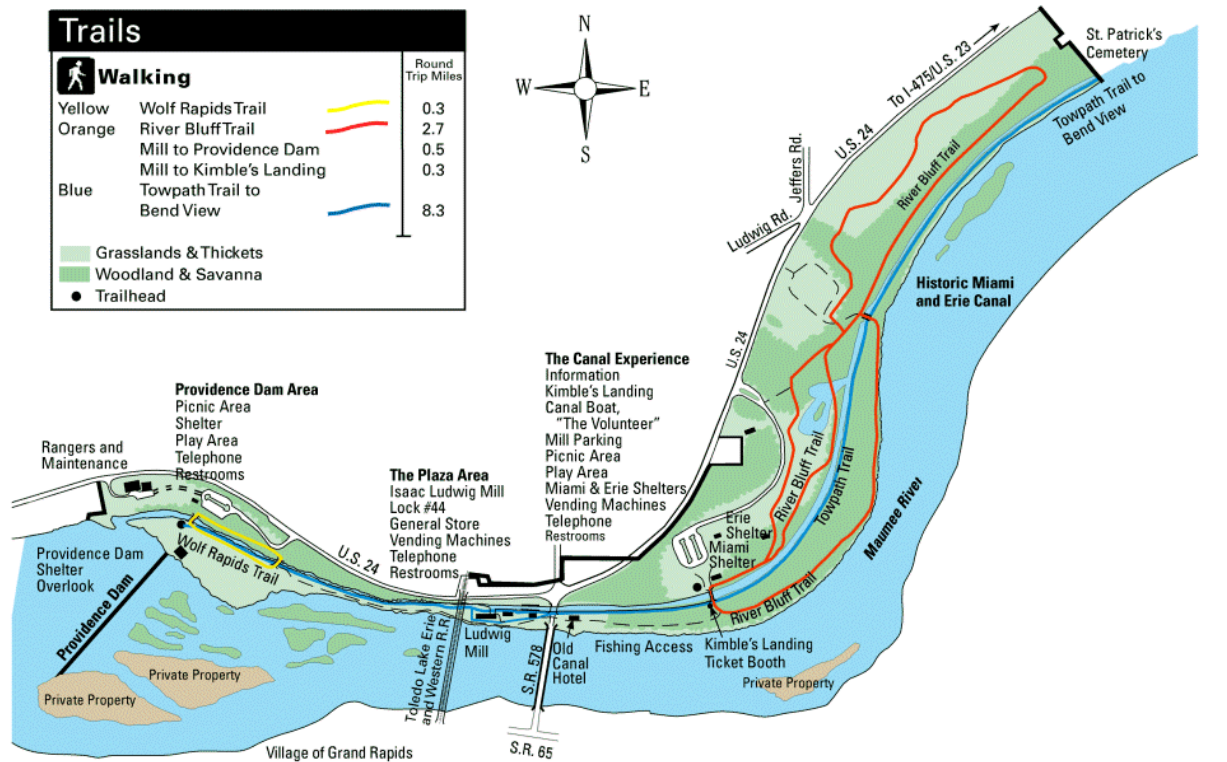 Trails
Walking
Round
Trip Miles
Yellow Wolf Rapids Trail 0.3
Orange River Bluff Trail 2.7
Mill to Providence Dam 0.5
Mill to Kimble's Landing 0.3
Blue Towpath Trail to
Bend View 8.3
Grasslands & Thickets
Woodland & Savanna
Trailhead
N
W E
S
To I-475/U.S. 23
St. Patrick's
Cemetery
Towpath Trail to
Bend View
U.S. 24
Jeffers Rd.
Ludwig Rd.
River Bluff Trail
Historic Miami
and Erie Canal
U.S. 24
The Canal Experience
Information
Kimble's Landing
Canal Boat,
"The Volunteer"
Mill Parking
Picnic Area
Play Area
Miami & Erie Shelters
Vending Machines
Telephone
Restrooms
Providence Dam Area
Picnic Area
Shelter
Play Area
Telephone
Restrooms
Rangers and
Maintenance
The Plaza Area
Isaac Ludwig Mill
Lock #44
General Store
Vending Machines
Telephone
Restrooms
River Bluff Trail
Towpath Trail
Maumee River
Erie
Shelter
Miami
Shelter
Wolf Rapids Trail
U.S. 24
Providence Dam
Shelter
Overlook
Providence Dam
River Bluff Trail
Ludwig
Mill
Old
Canal
Hotel
Fishing Access
Kimble's Landing
Ticket Booth
Toledo Lake Erie
and Western R.R.
S.R. 578
Private Property
Private Property
Private Property
S.R. 65
Village of Grand Rapids